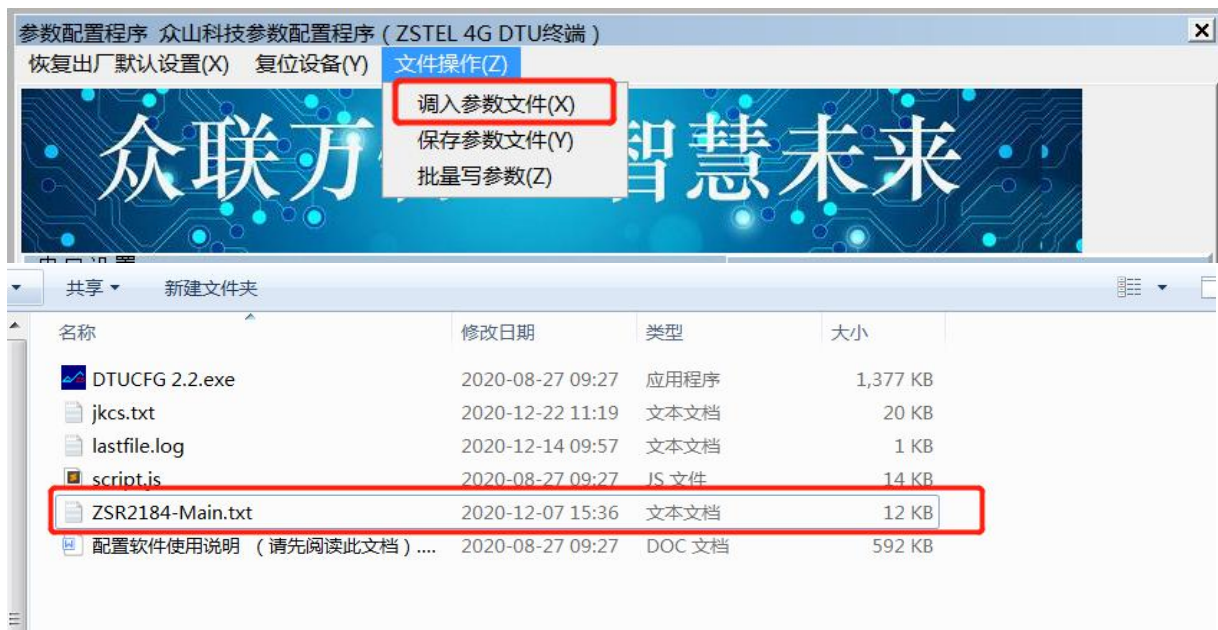 参数配置程序 众山科技参数配置程序（ZSTEL 4G DTU终端）
恢复出厂默认设置(X) 复位设备(Y) 文件操作(Z)
调入参数文件(X)
保存参数文件(Y)
批量写参数(Z)
众联万 智慧未来
共享 新建文件夹
名称 修改日期 类型 大小
DTUCFG 2.2.exe 2020-08-27 09:27 应用程序 1,377 KB
jkcs.txt 2020-12-22 11:19 文本文档 20 KB
lastfile.log 2020-12-14 09:57 文本文档 1 KB
script.js 2020-08-27 09:27 JS 文件 14 KB
ZSR2184-Main.txt 2020-12-07 15:36 文本文档 12 KB
配置软件使用说明 （请先阅读此文档）.... 2020-08-27 09:27 DOC 文档 592 KB